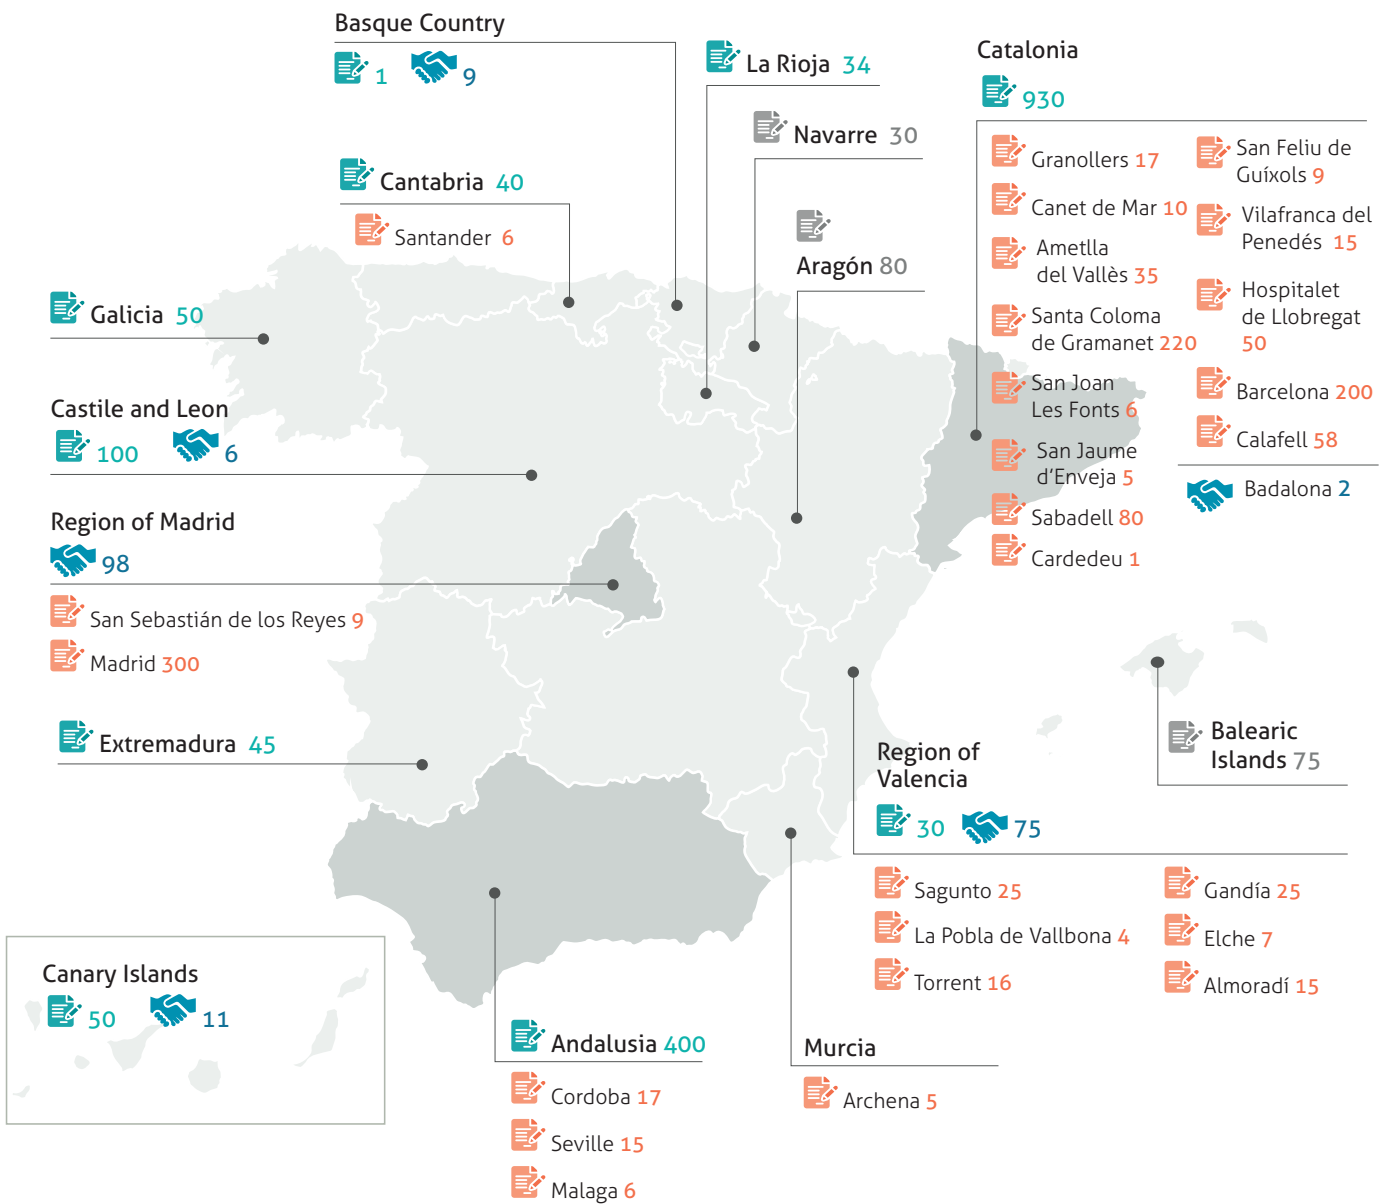 Basque Country
1 9
La Rioja 34
Navarre 30
Cantabria 40
Santander 6
Aragón 80
Catalonia
930
Granollers 17
Canet de Mar 10
Ametlla
del Vallès 35
Santa Coloma
de Gramanet 220
San Joan
Les Fonts 6
San Jaume
d'Enveja 5
Sabadell 80
Cardedeu 1
San Feliu de
Guíxols 9
Vilafranca del
Penedés 15
Hospitalet
de Llobregat
50
Barcelona 200
Calafell 58
Badalona 2
Galicia 50
Castile and Leon
100 6
Region of Madrid
98
San Sebastián de los Reyes 9
Madrid 300
Extremadura 45
Balearic
Islands 75
Region of
Valencia
30 75
Sagunto 25
La Pobla de Vallbona 4
Torrent 16
Gandía 25
Elche 7
Almoradí 15
Canary Islands
50 11
Andalusia 400
Cordoba 17
Seville 15
Malaga 6
Murcia
Archena 5